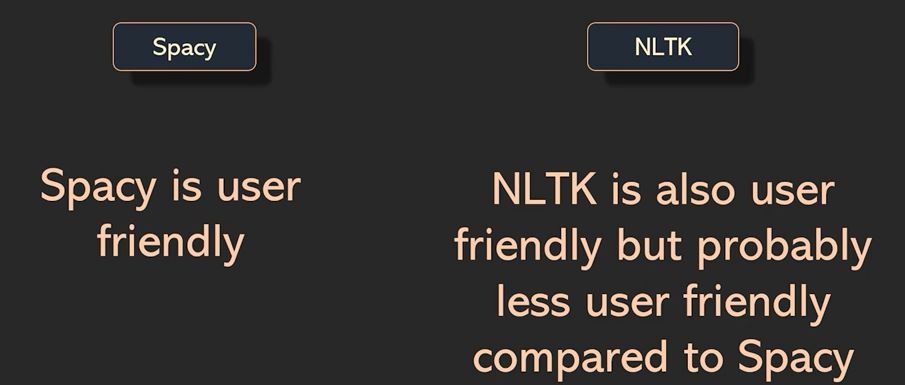 Spacy
NLTK
Spacy is user
friendly
NLTK is also user
friendly but probably
less user friendly
compared to Spacy